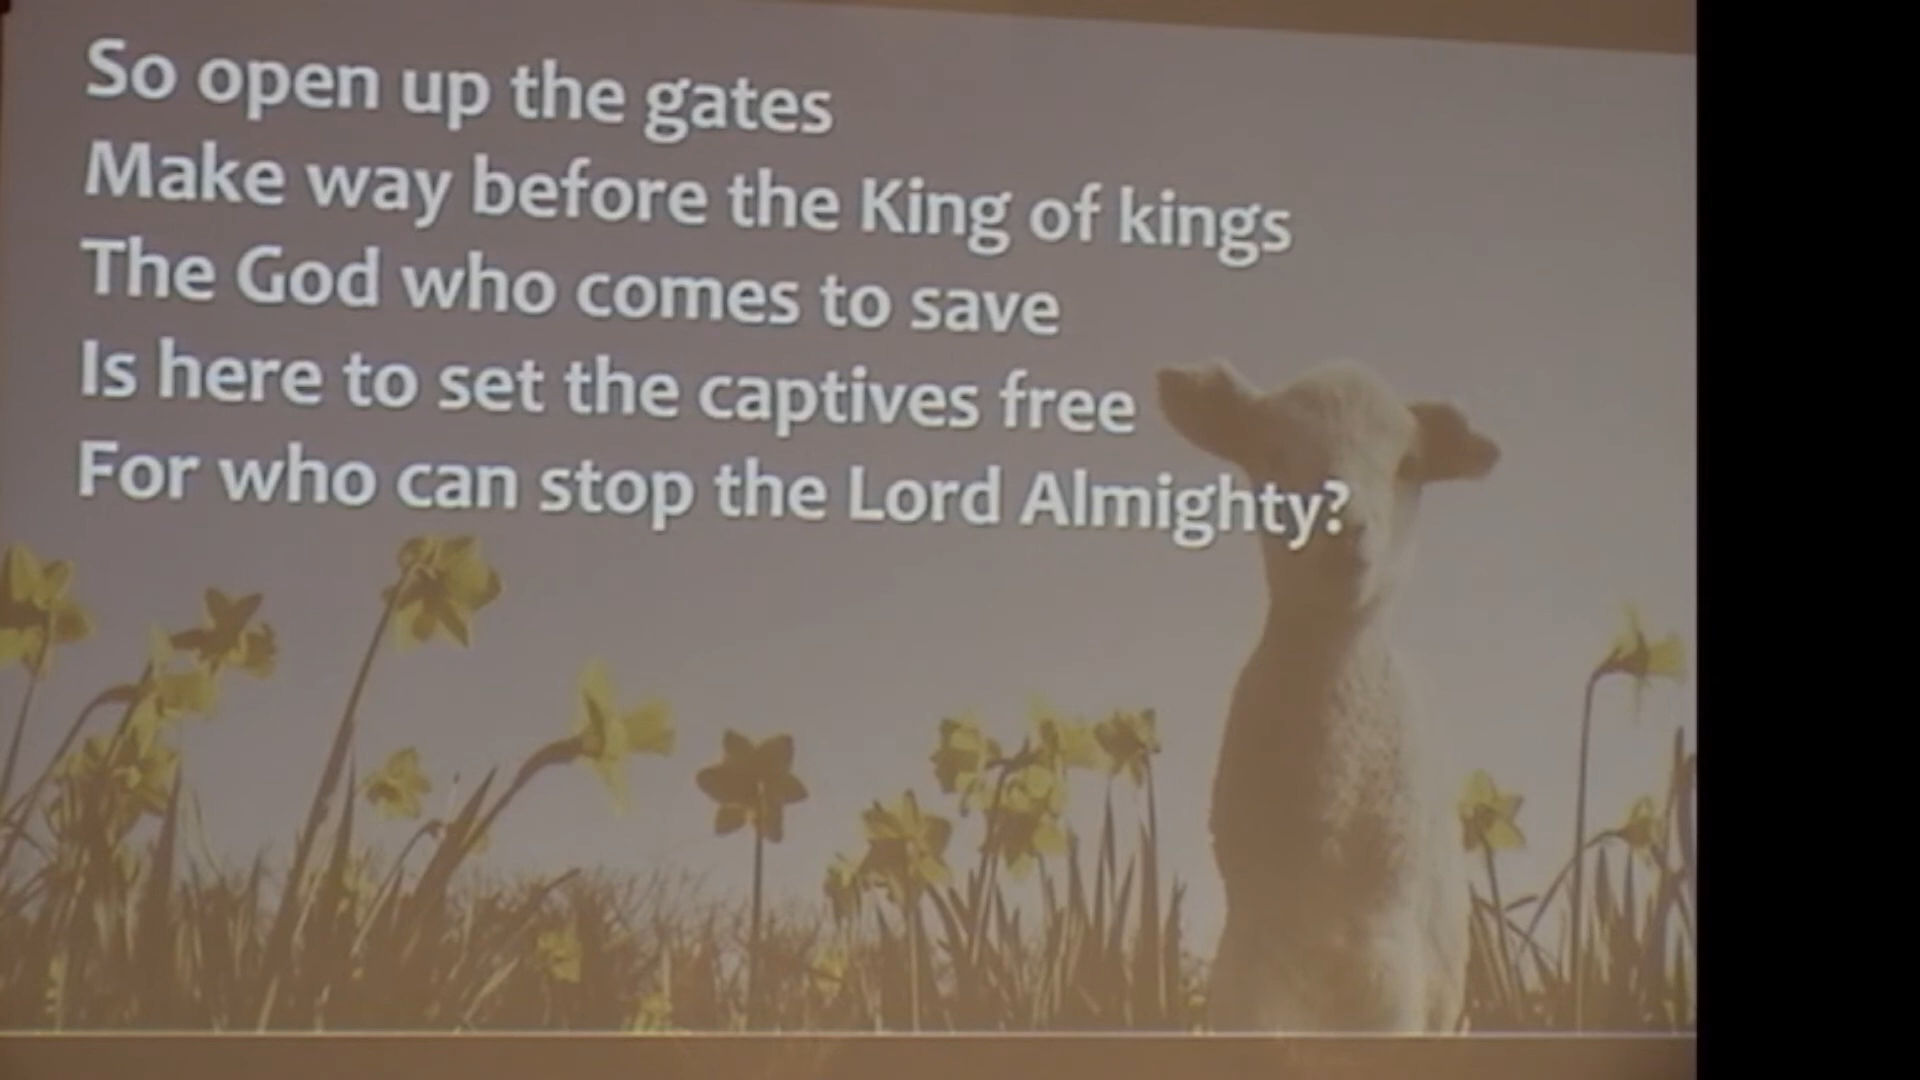 So open up the gates
Make way before the King of kings
The God who comes to save
Is here to set the captives free
For who can stop the Lord Almighty?